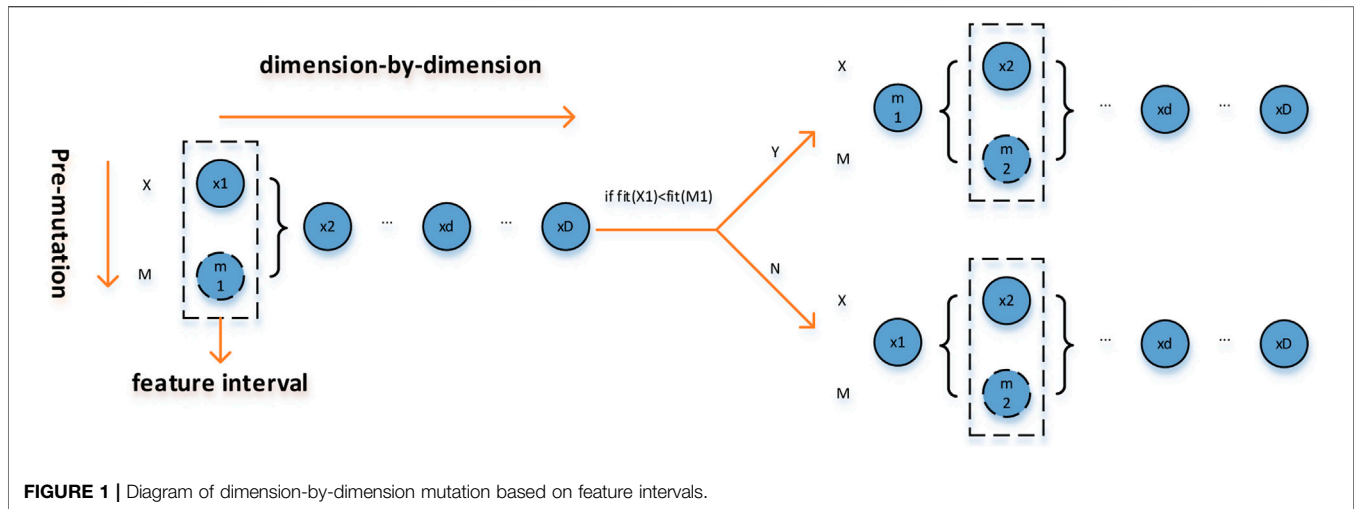 dimension-by-dimension
Pre-mutation
X
x1
M
m
1
x2
...
xd
...
xD
feature interval
if fit(X1)<fit(M1)
Y
N
X
m
1
M
x2
m
2
...
xd
...
xD
X
x1
M
x2
m
2
...
xd
...
xD
FIGURE 1 | Diagram of dimension-by-dimension mutation based on feature intervals.